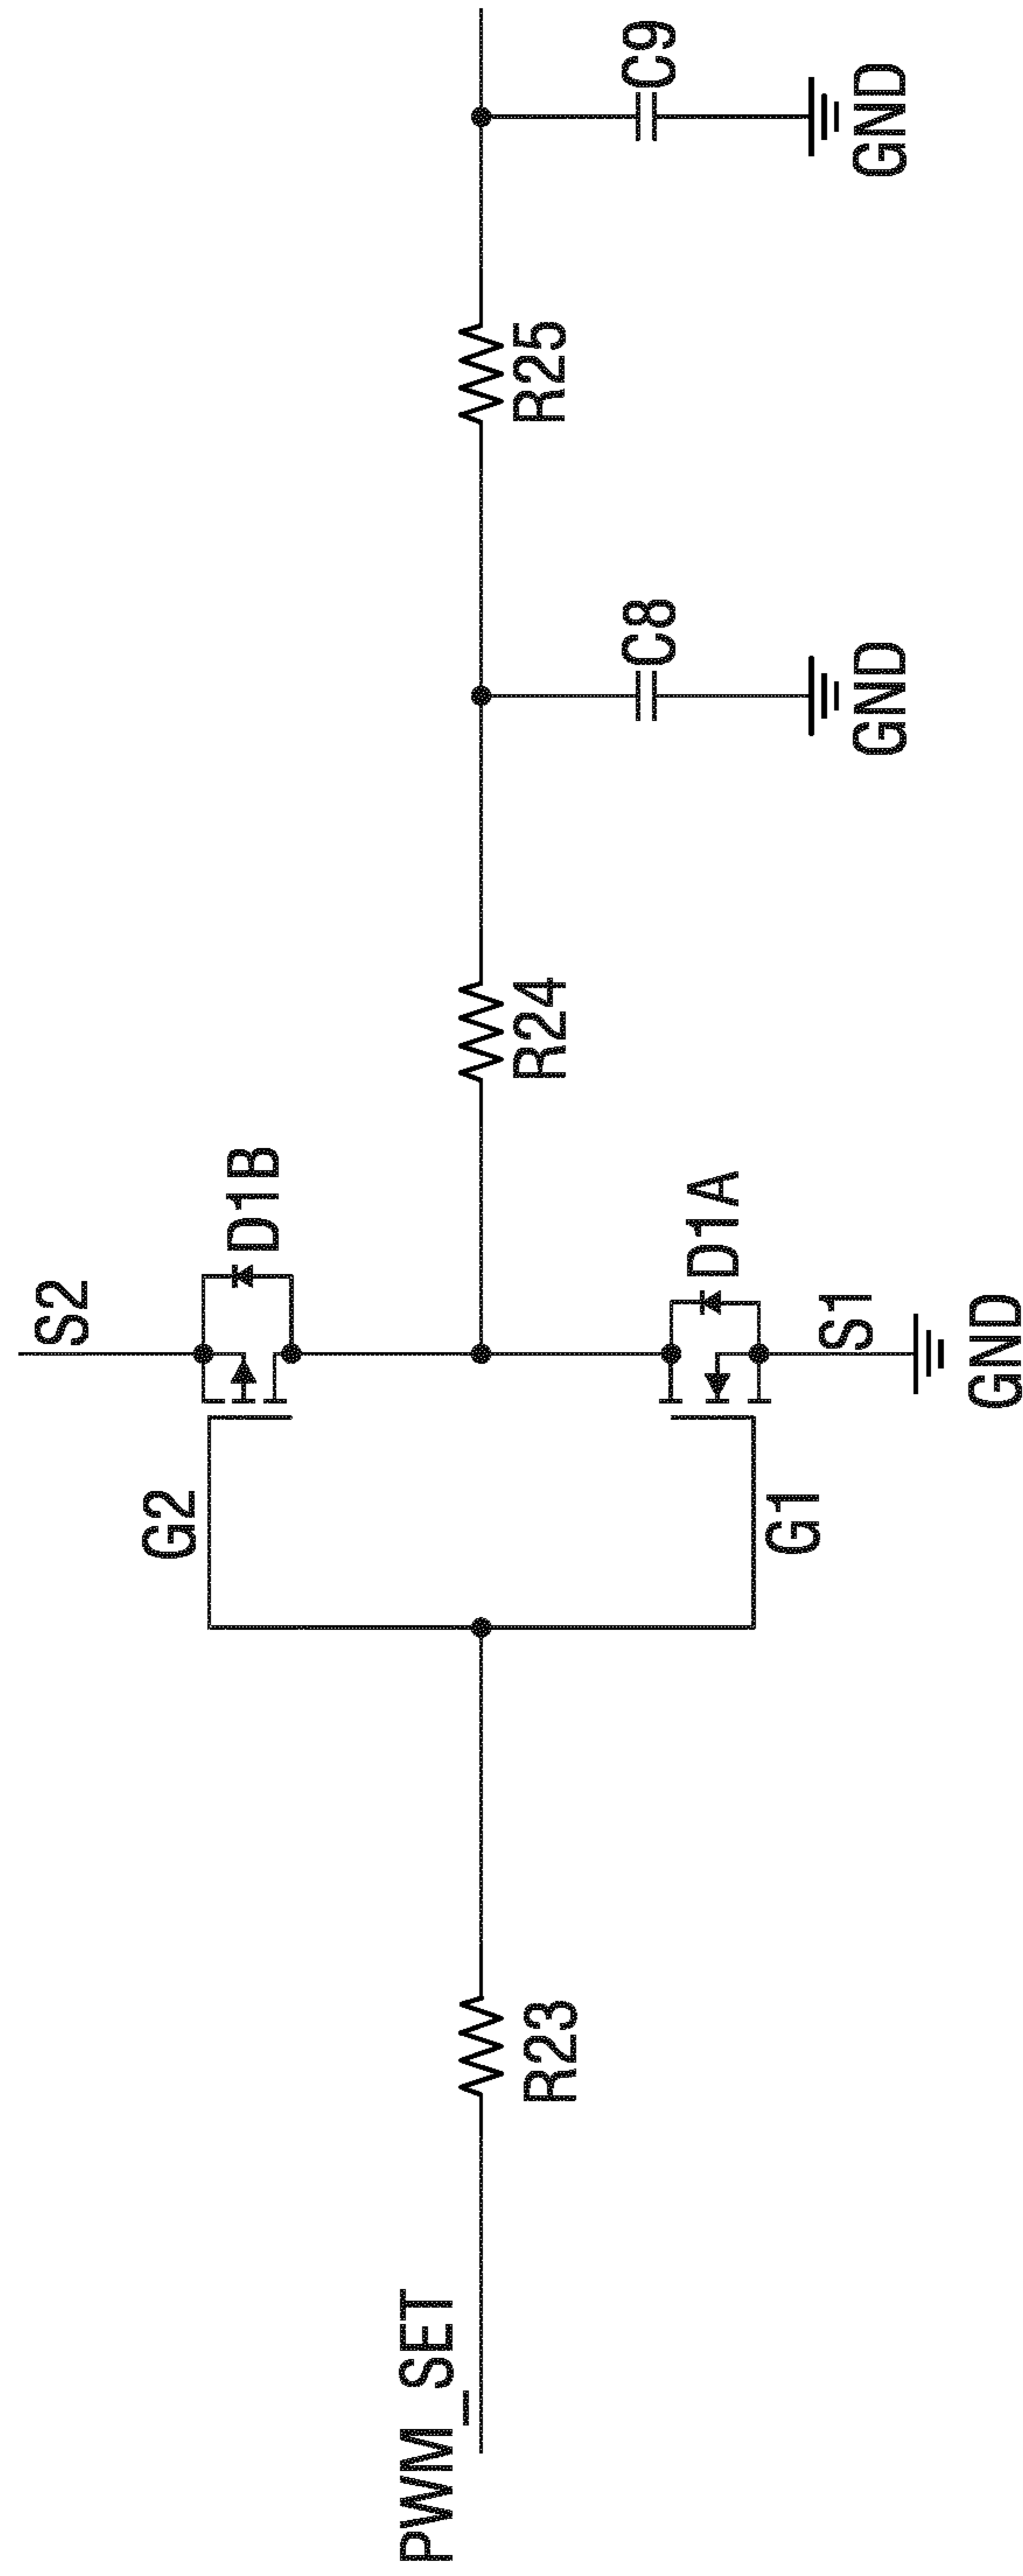 PWM_SET
R23
G2
G1
S2
D1B
D1A
S1
GND
R24
C8
GND
R25
C9
GND